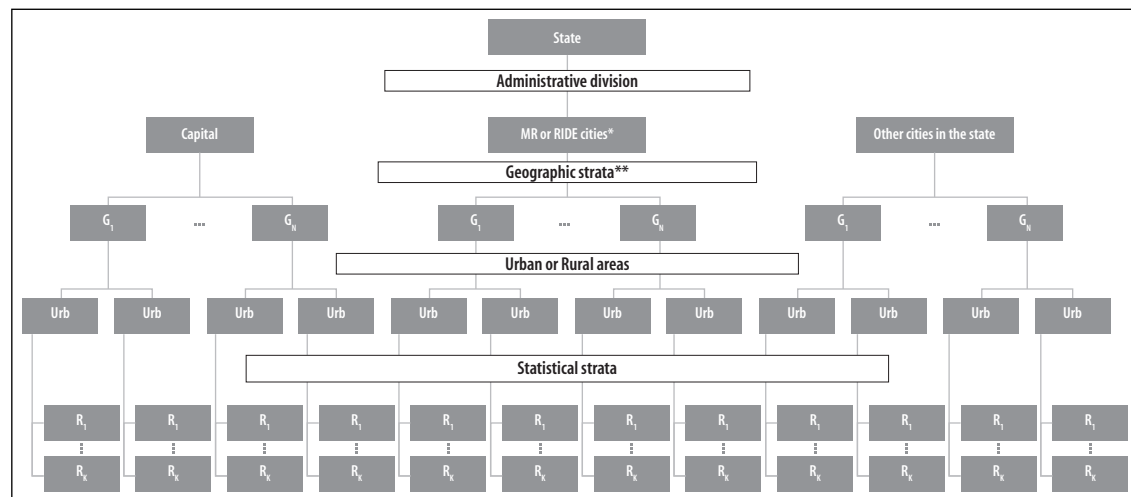 State
Administrative division
Capital
MR or RIDE cities*
Other cities in the state
Geographic strata**
G1 ... GN G1 ... GN G1 ... GN
Urban or Rural areas
Urb Urb Urb Urb Urb Urb Urb Urb Urb Urb Urb Urb
Statistical strata
R1 R1 R1 R1 R1 R1 R1 R1 R1 R1 R1 R1
RK RK RK RK RK RK RK RK RK RK RK RK